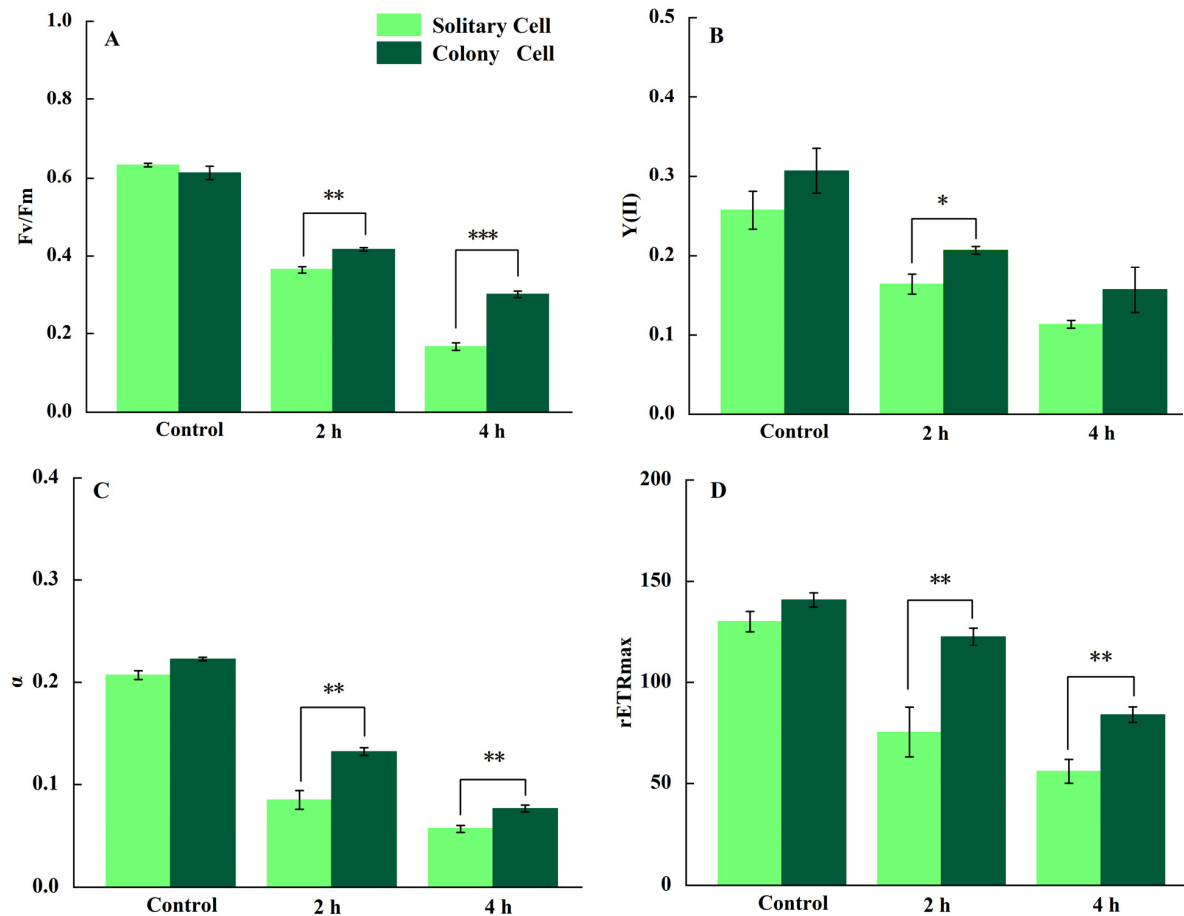 A
Solitary Cell
Colony Cell
Fv/Fm
1.0
0.8
0.6
0.4
0.2
0.0
**
***
Control 2 h 4 h
B
Y(II)
0.5
0.4
0.3
0.2
0.1
0.0
*
Control 2 h 4 h
C
α
0.4
0.3
0.2
0.1
0.0
**
**
Control 2 h 4 h
D
rETRmax
200
150
100
50
0
**
**
Control 2 h 4 h